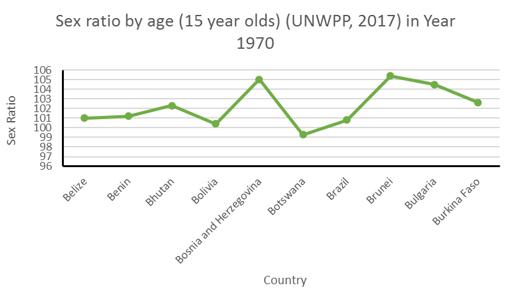 Sex ratio by age (15 year olds) (UNWPP, 2017) in Year
1970
Sex Ratio
106
105
104
103
102
101
100
99
98
97
96
Belize
Benin
Bhutan
Bolivia
Bosnia and Herzegovina
Botswana
Brazil
Brunei
Bulgaria
Burkina Faso
Country